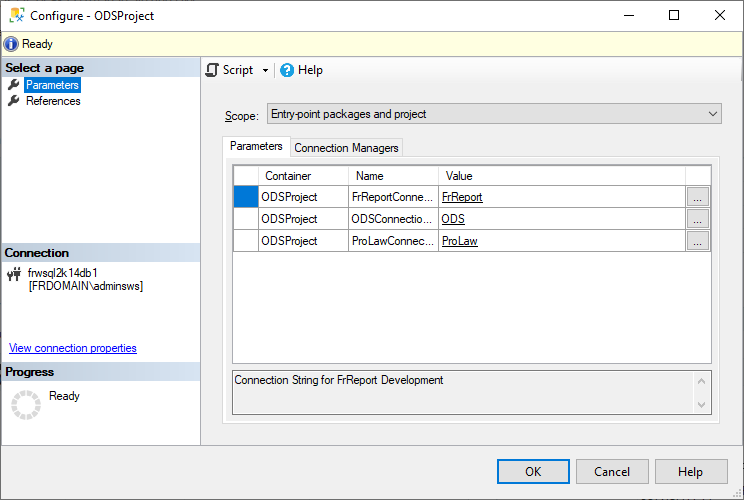 Configure - ODSProject
Ready
Select a page
Parameters
References
Script
Help
Scope:
Entry-point packages and project
Parameters
Connection Managers
Container Name Value
ODSProject FrReportConne... FrReport ...
ODSProject ODSConnectio... ODS ...
ODSProject ProLawConnec... ProLaw ...
Connection String for FrReport Development
Connection
frwsql2k14db1
[FRDOMAIN\adminsws]
View connection properties
Progress
Ready
OK
Cancel
Help